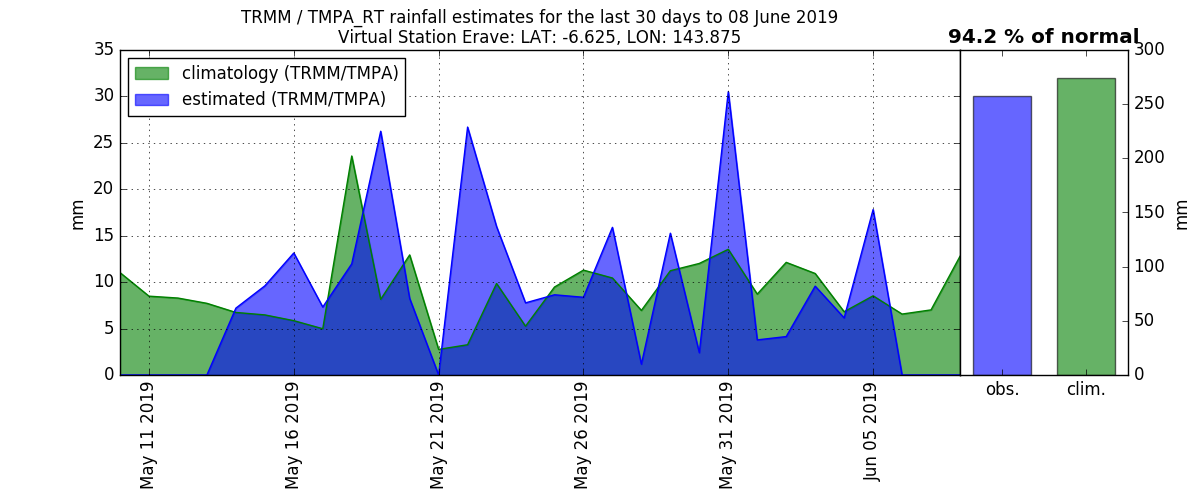 TRMM / TMPA_RT rainfall estimates for the last 30 days to 08 June 2019
Virtual Station Erave: LAT: -6.625, LON: 143.875
94.2 % of normal
climatology (TRMM/TMPA)
estimated (TRMM/TMPA)
mm
35
30
25
20
15
10
5
0
May 11 2019
May 16 2019
May 21 2019
May 26 2019
May 31 2019
Jun 05 2019
obs.
clim.
300
250
200
150
100
50
0
mm